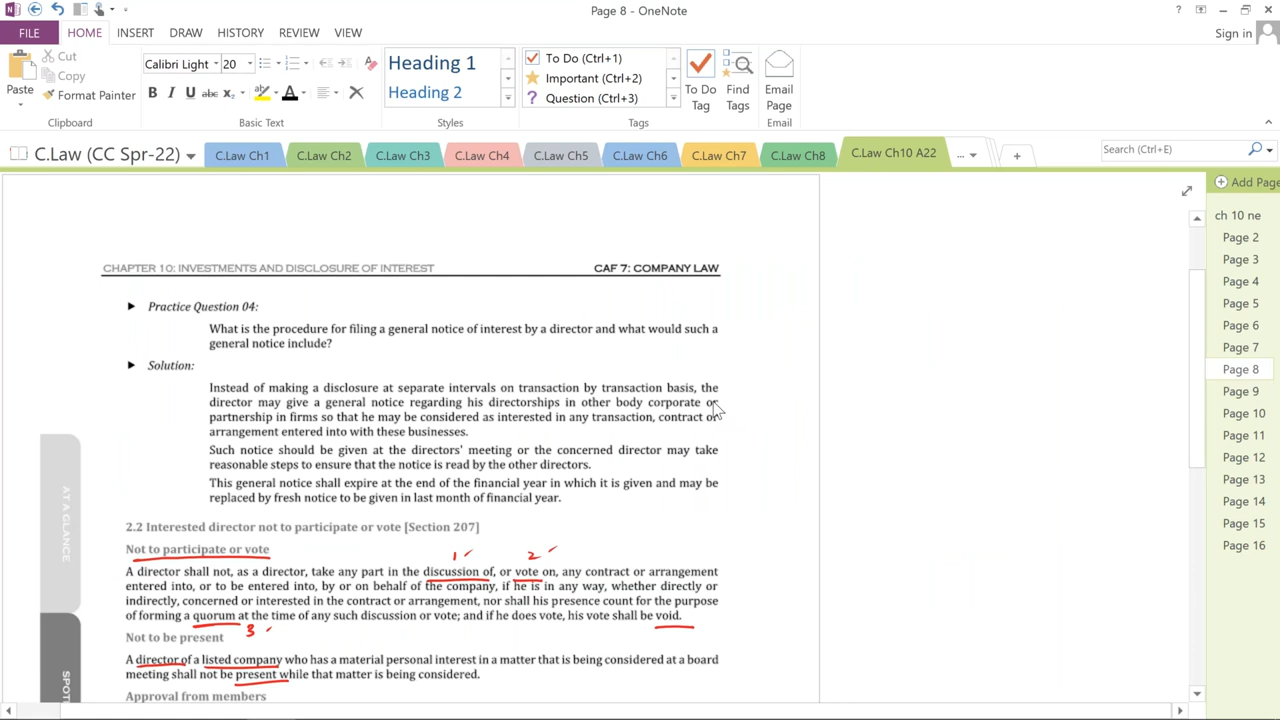 Page 8 - OneNote
FILE HOME INSERT DRAW HISTORY REVIEW VIEW Sign in
Paste Cut Copy Format Painter
Clipboard
Calibri Light 20
B I U abc x₂ A
Basic Text
Heading 1
Heading 2
Styles
To Do (Ctrl+1)
Important (Ctrl+2)
Question (Ctrl+3)
To Do Tag
Find Tags
Tags
Email Page
Email
C.Law (CC Spr-22) C.Law Ch1 C.Law Ch2 C.Law Ch3 C.Law Ch4 C.Law Ch5 C.Law Ch6 C.Law Ch7 C.Law Ch8 C.Law Ch10 A22 ... + Search (Ctrl+E)
Add Page
ch 10 ne
Page 2
Page 3
Page 4
Page 5
Page 6
Page 7
Page 8
Page 9
Page 10
Page 11
Page 12
Page 13
Page 14
Page 15
Page 16
CHAPTER 10: INVESTMENTS AND DISCLOSURE OF INTEREST CAF 7: COMPANY LAW
Practice Question 04:
What is the procedure for filing a general notice of interest by a director and what would such a
general notice include?
Solution:
Instead of making a disclosure at separate intervals on transaction by transaction basis, the
director may give a general notice regarding his directorships in other body corporate or
partnership in firms so that he may be considered as interested in any transaction, contract or
arrangement entered into with these businesses.
Such notice should be given at the directors' meeting or the concerned director may take
reasonable steps to ensure that the notice is read by the other directors.
This general notice shall expire at the end of the financial year in which it is given and may be
replaced by fresh notice to be given in last month of financial year.
2.2 Interested director not to participate or vote [Section 207]
Not to participate or vote
1 2
A director shall not, as a director, take any part in the discussion of, or vote on, any contract or arrangement
entered into, or to be entered into, by or on behalf of the company, if he is in any way, whether directly or
indirectly, concerned or interested in the contract or arrangement, nor shall his presence count for the purpose
of forming a quorum at the time of any such discussion or vote; and if he does vote, his vote shall be void.
3
Not to be present
A director of a listed company who has a material personal interest in a matter that is being considered at a board
meeting shall not be present while that matter is being considered.
Approval from members
AT A GLANCE
SPOT